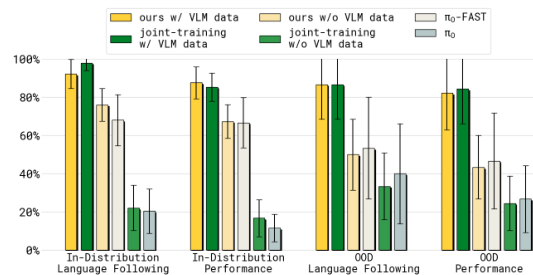 ours w/ VLM data
joint-training
w/ VLM data
ours w/o VLM data
joint-training
w/o VLM data
π₀-FAST
π₀
100%
80%
60%
40%
20%
0%
In-Distribution
Language Following
In-Distribution
Performance
OOD
Language Following
OOD
Performance